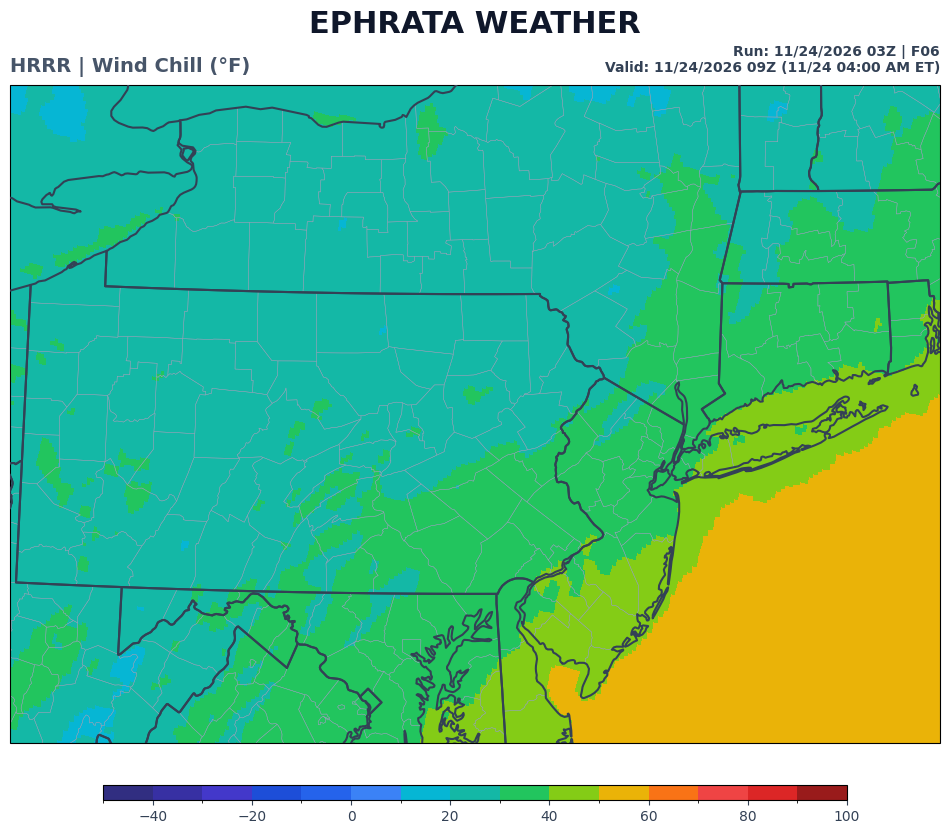 EPHRATA WEATHER
HRRR | Wind Chill (°F)
Run: 11/24/2026 03Z | F06
Valid: 11/24/2026 09Z (11/24 04:00 AM ET)
−40 −20 0 20 40 60 80 100